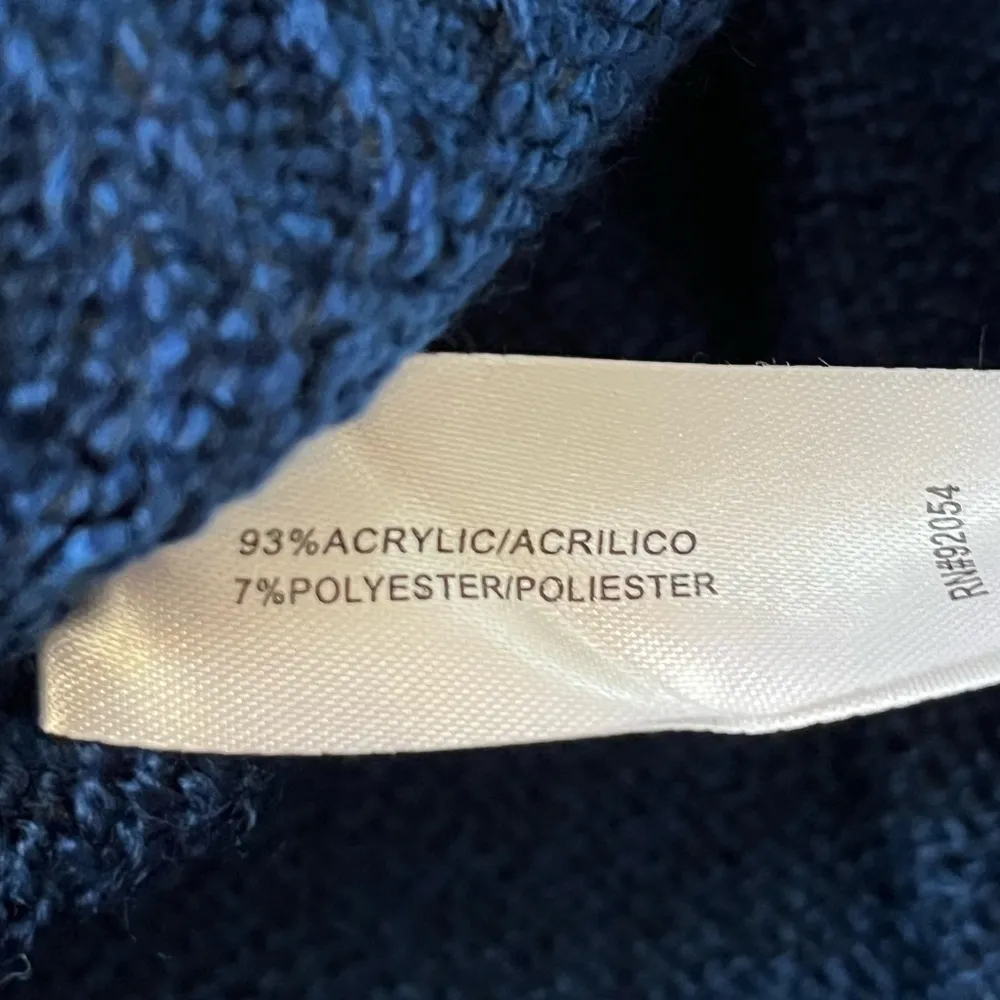 93%ACRYLIC/ACRILICO
7%POLYESTER/POLIESTER
RN#92054